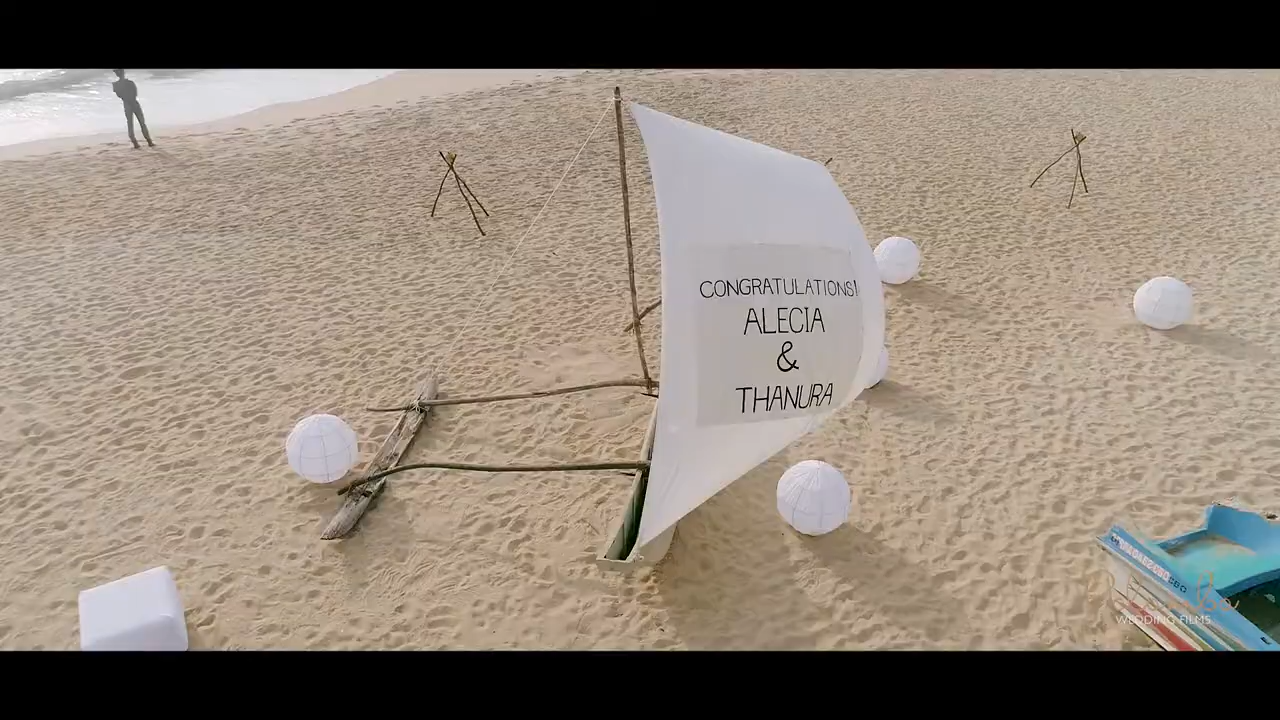 CONGRATULATIONS!
ALECIA
&
THANURA
WEDDING FILMS